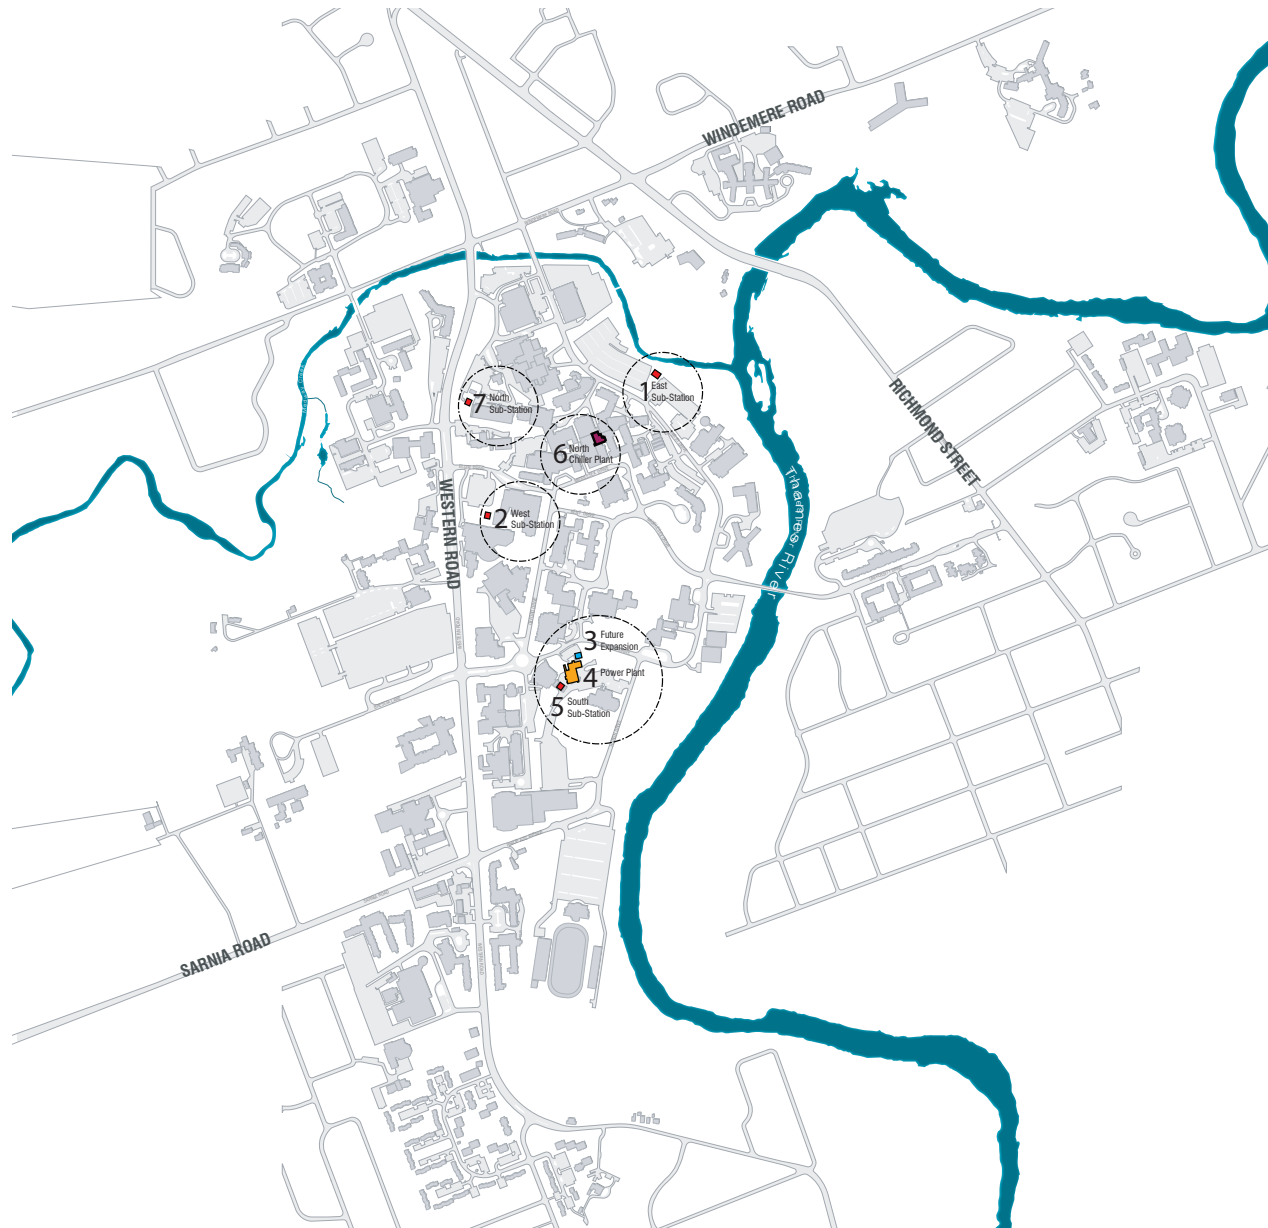 WINDEMERE ROAD
1
East
Sub-Station
7
North
Sub-Station
RICHMOND STREET
6
North
Chiller Plant
WESTERN ROAD
2
West
Sub-Station
Thames River
3
Future
Expansion
4
Power Plant
5
South
Sub-Station
SARNIA ROAD